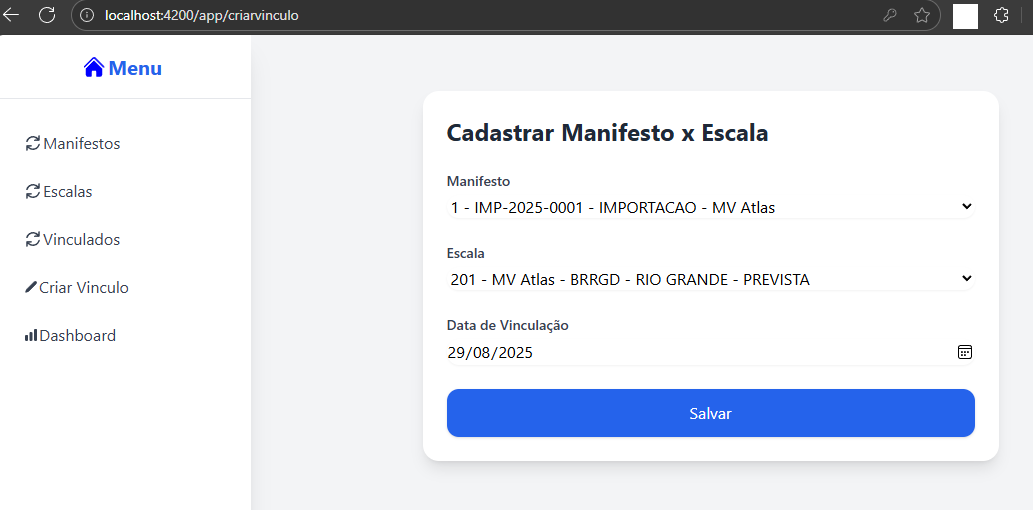 localhost:4200/app/criarvinculo
Menu
Manifestos
Escalas
Vinculados
Criar Vinculo
Dashboard
Cadastrar Manifesto x Escala
Manifesto
1 - IMP-2025-0001 - IMPORTACAO - MV Atlas
Escala
201 - MV Atlas - BRRGD - RIO GRANDE - PREVISTA
Data de Vinculação
29/08/2025
Salvar